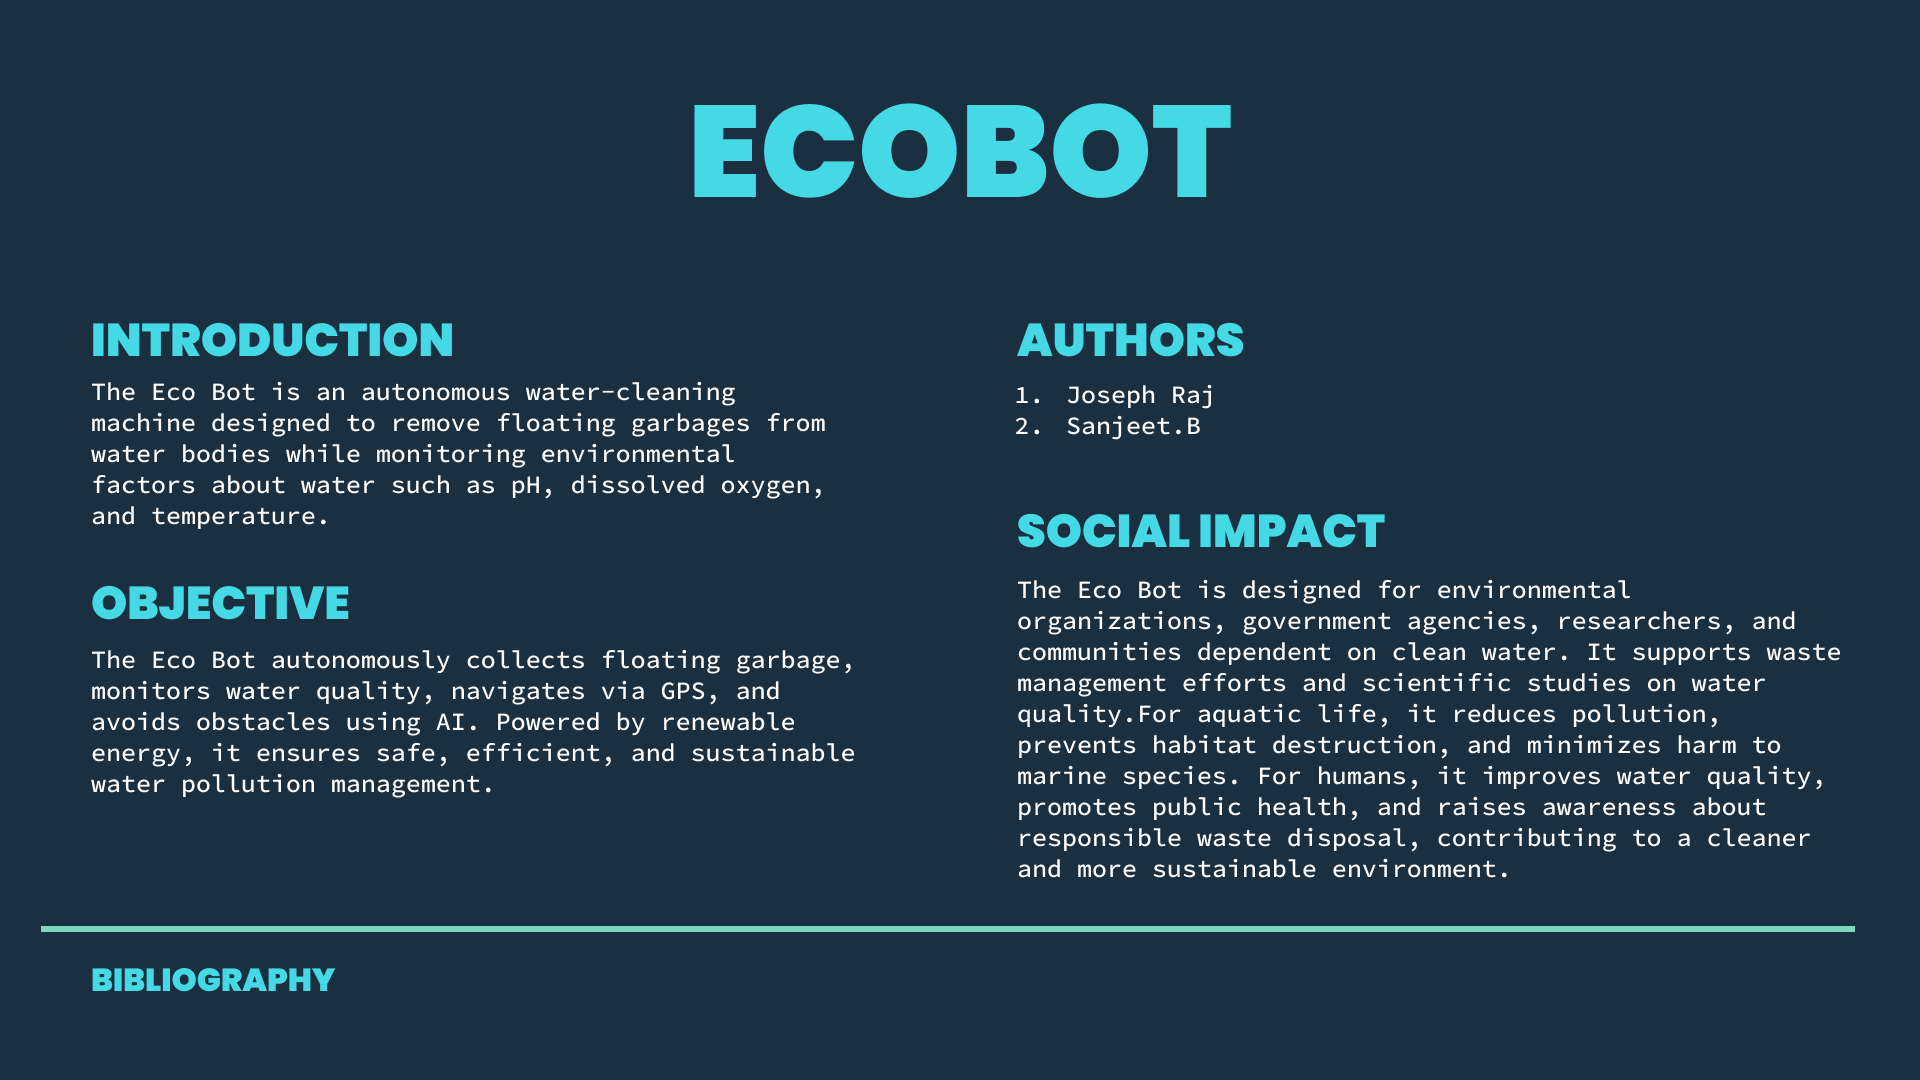 ECOBOT
INTRODUCTION
The Eco Bot is an autonomous water-cleaning
machine designed to remove floating garbages from
water bodies while monitoring environmental
factors about water such as pH, dissolved oxygen,
and temperature.
OBJECTIVE
The Eco Bot autonomously collects floating garbage,
monitors water quality, navigates via GPS, and
avoids obstacles using AI. Powered by renewable
energy, it ensures safe, efficient, and sustainable
water pollution management.
AUTHORS
1. Joseph Raj
2. Sanjeet.B
SOCIAL IMPACT
The Eco Bot is designed for environmental
organizations, government agencies, researchers, and
communities dependent on clean water. It supports waste
management efforts and scientific studies on water
quality.For aquatic life, it reduces pollution,
prevents habitat destruction, and minimizes harm to
marine species. For humans, it improves water quality,
promotes public health, and raises awareness about
responsible waste disposal, contributing to a cleaner
and more sustainable environment.
BIBLIOGRAPHY